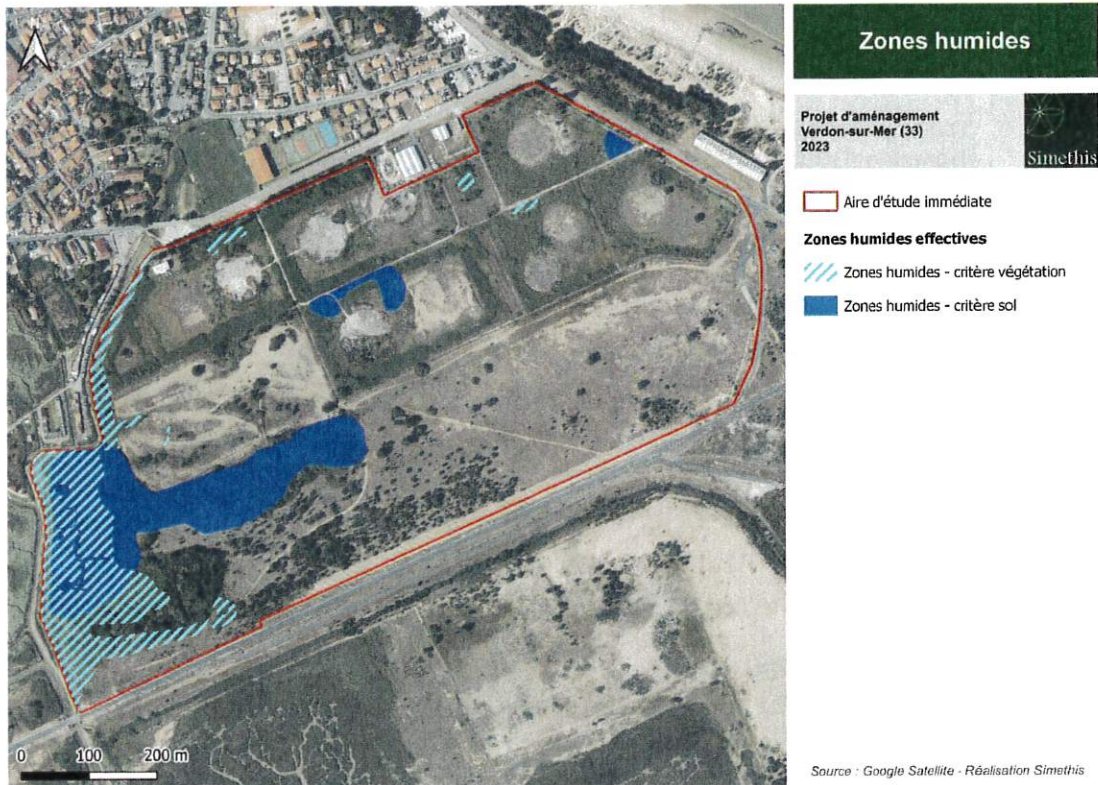 N
Zones humides
Projet d'aménagement
Verdon-sur-Mer (33)
2023
Simethis
Aire d'étude immédiate
Zones humides effectives
Zones humides - critère végétation
Zones humides - critère sol
0 100 200 m
Source : Google Satellite - Réalisation Simethis